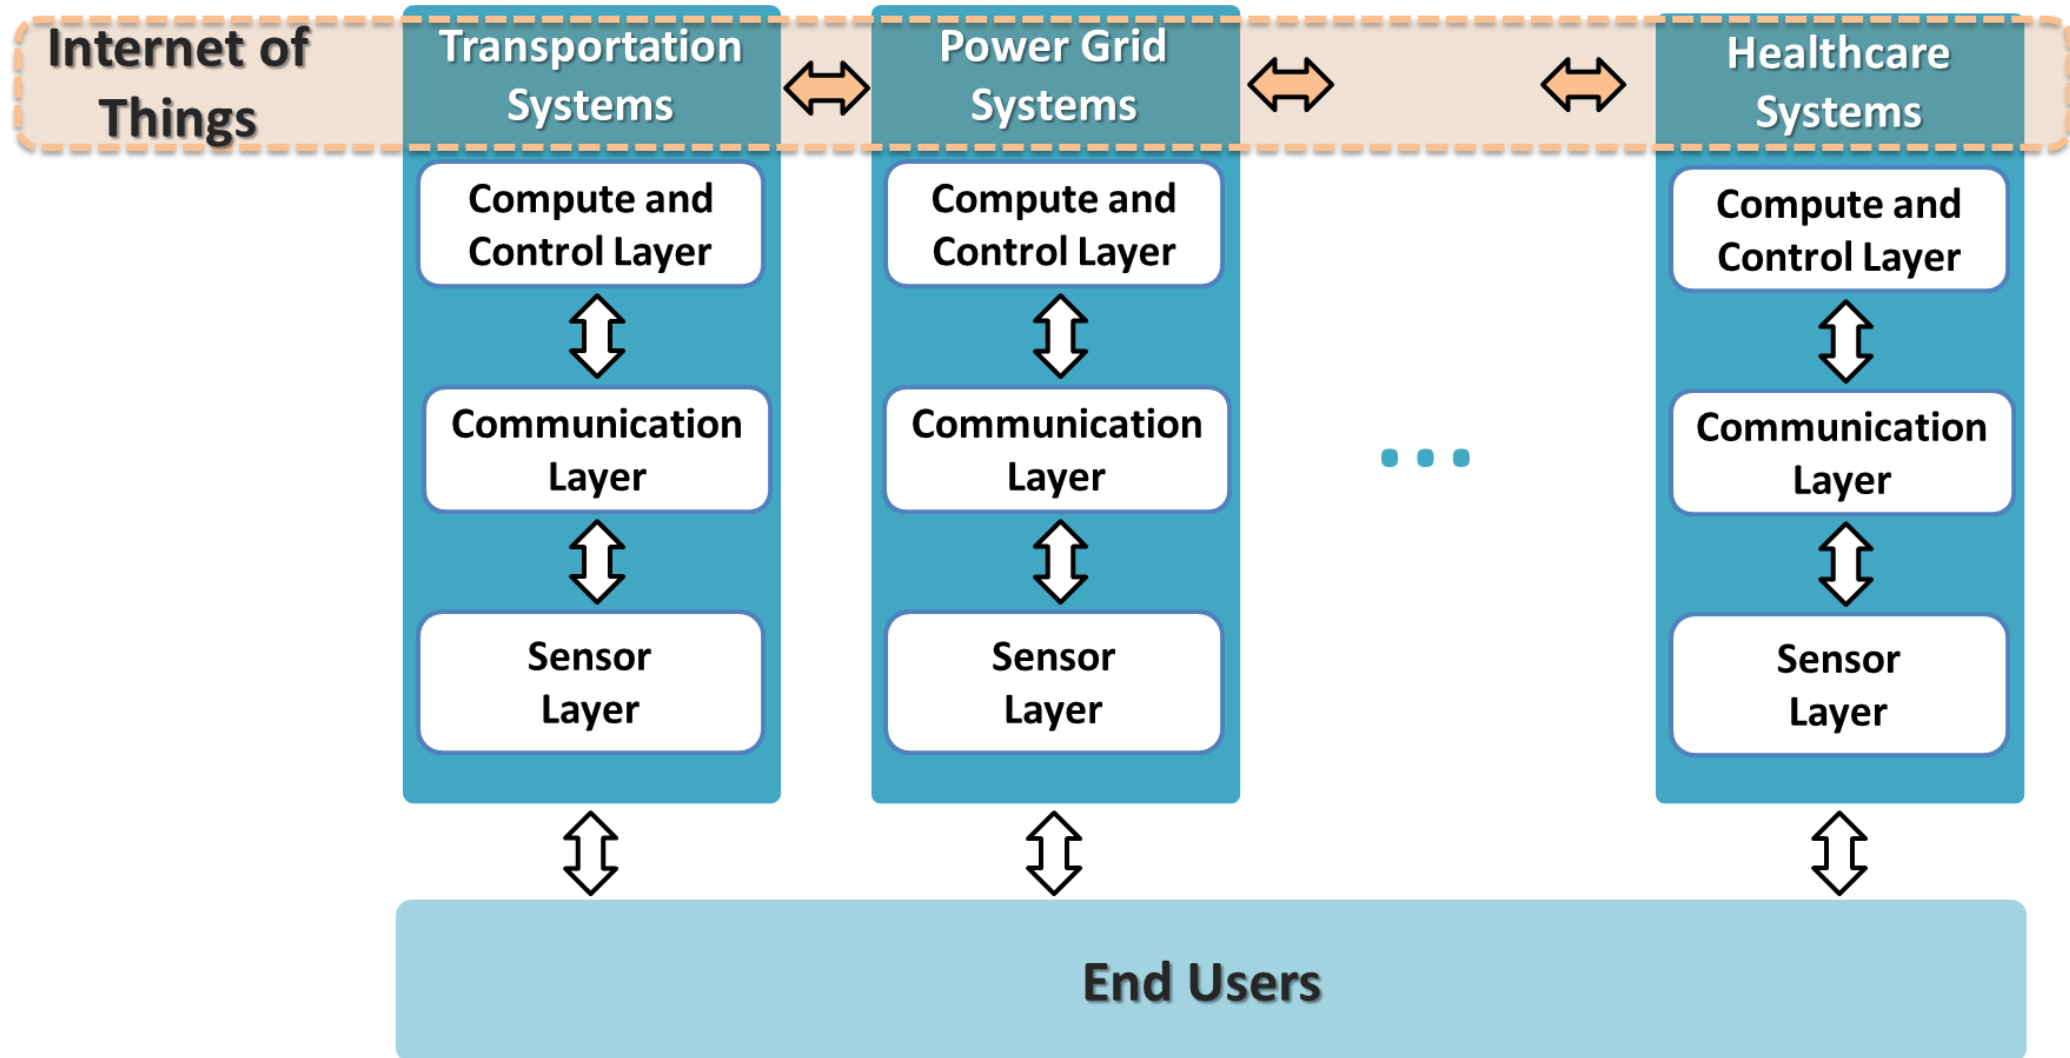 Internet of
Things
Transportation
Systems
Power Grid
Systems
Healthcare
Systems
Compute and
Control Layer
Compute and
Control Layer
Compute and
Control Layer
Communication
Layer
Communication
Layer
...
Communication
Layer
Sensor
Layer
Sensor
Layer
Sensor
Layer
End Users